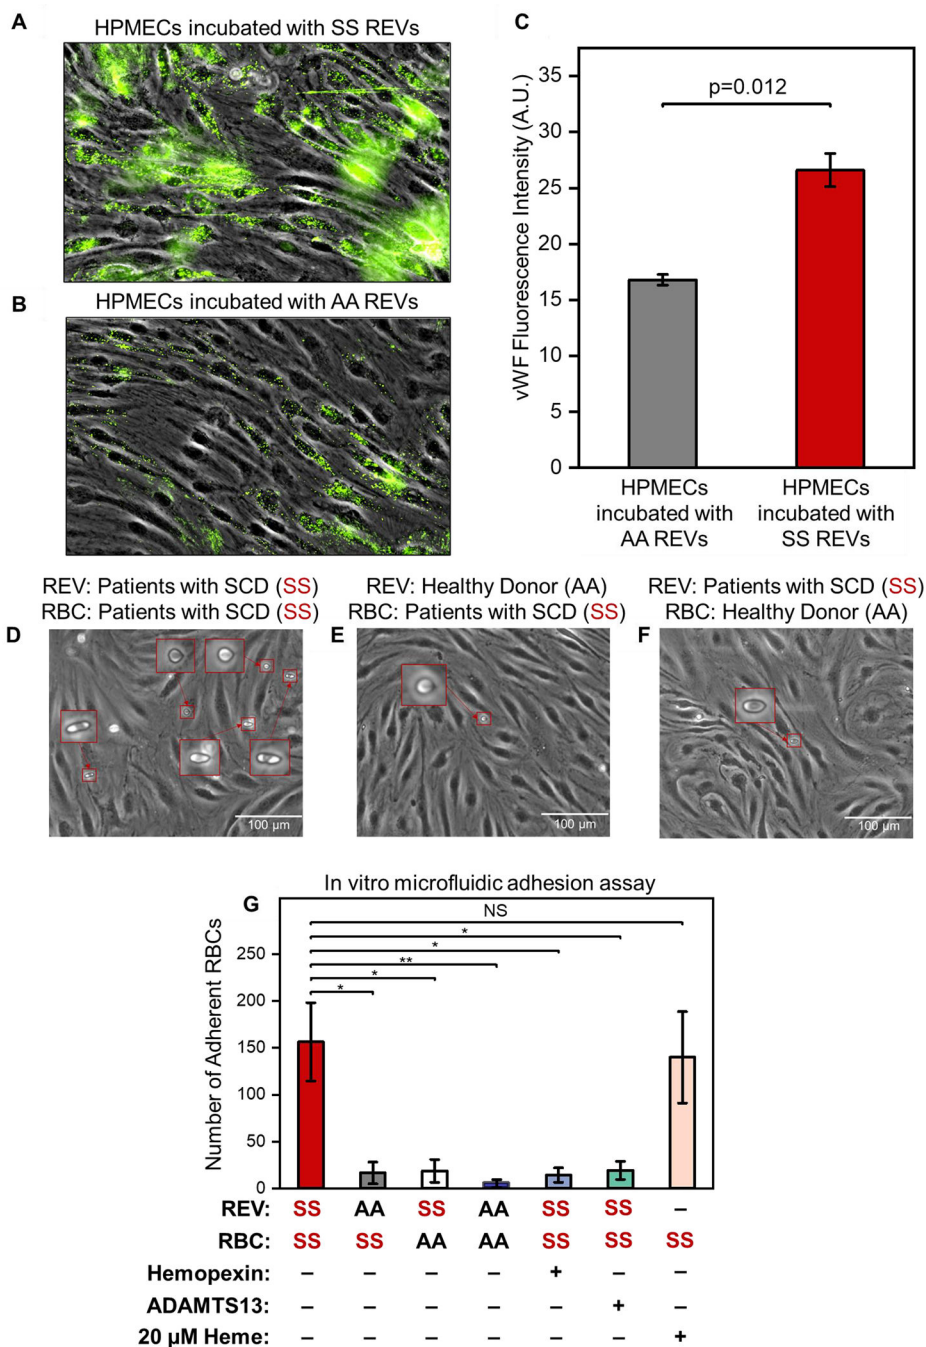 A
HPMECs incubated with SS REVs
B
HPMECs incubated with AA REVs
C
vWF Fluorescence Intensity (A.U.)
35
30
25
20
15
10
5
0
p=0.012
HPMECs
incubated with
AA REVs
HPMECs
incubated with
SS REVs
REV: Patients with SCD (SS)
RBC: Patients with SCD (SS)
D
100 µm
REV: Healthy Donor (AA)
RBC: Patients with SCD (SS)
E
100 µm
REV: Patients with SCD (SS)
RBC: Healthy Donor (AA)
F
100 µm
In vitro microfluidic adhesion assay
G
Number of Adherent RBCs
250
200
150
100
50
0
NS
*
*
**
*
*
REV: SS AA SS AA SS SS –
RBC: SS SS AA AA SS SS SS
Hemopexin: – – – – + – –
ADAMTS13: – – – – – + –
20 µM Heme: – – – – – – +